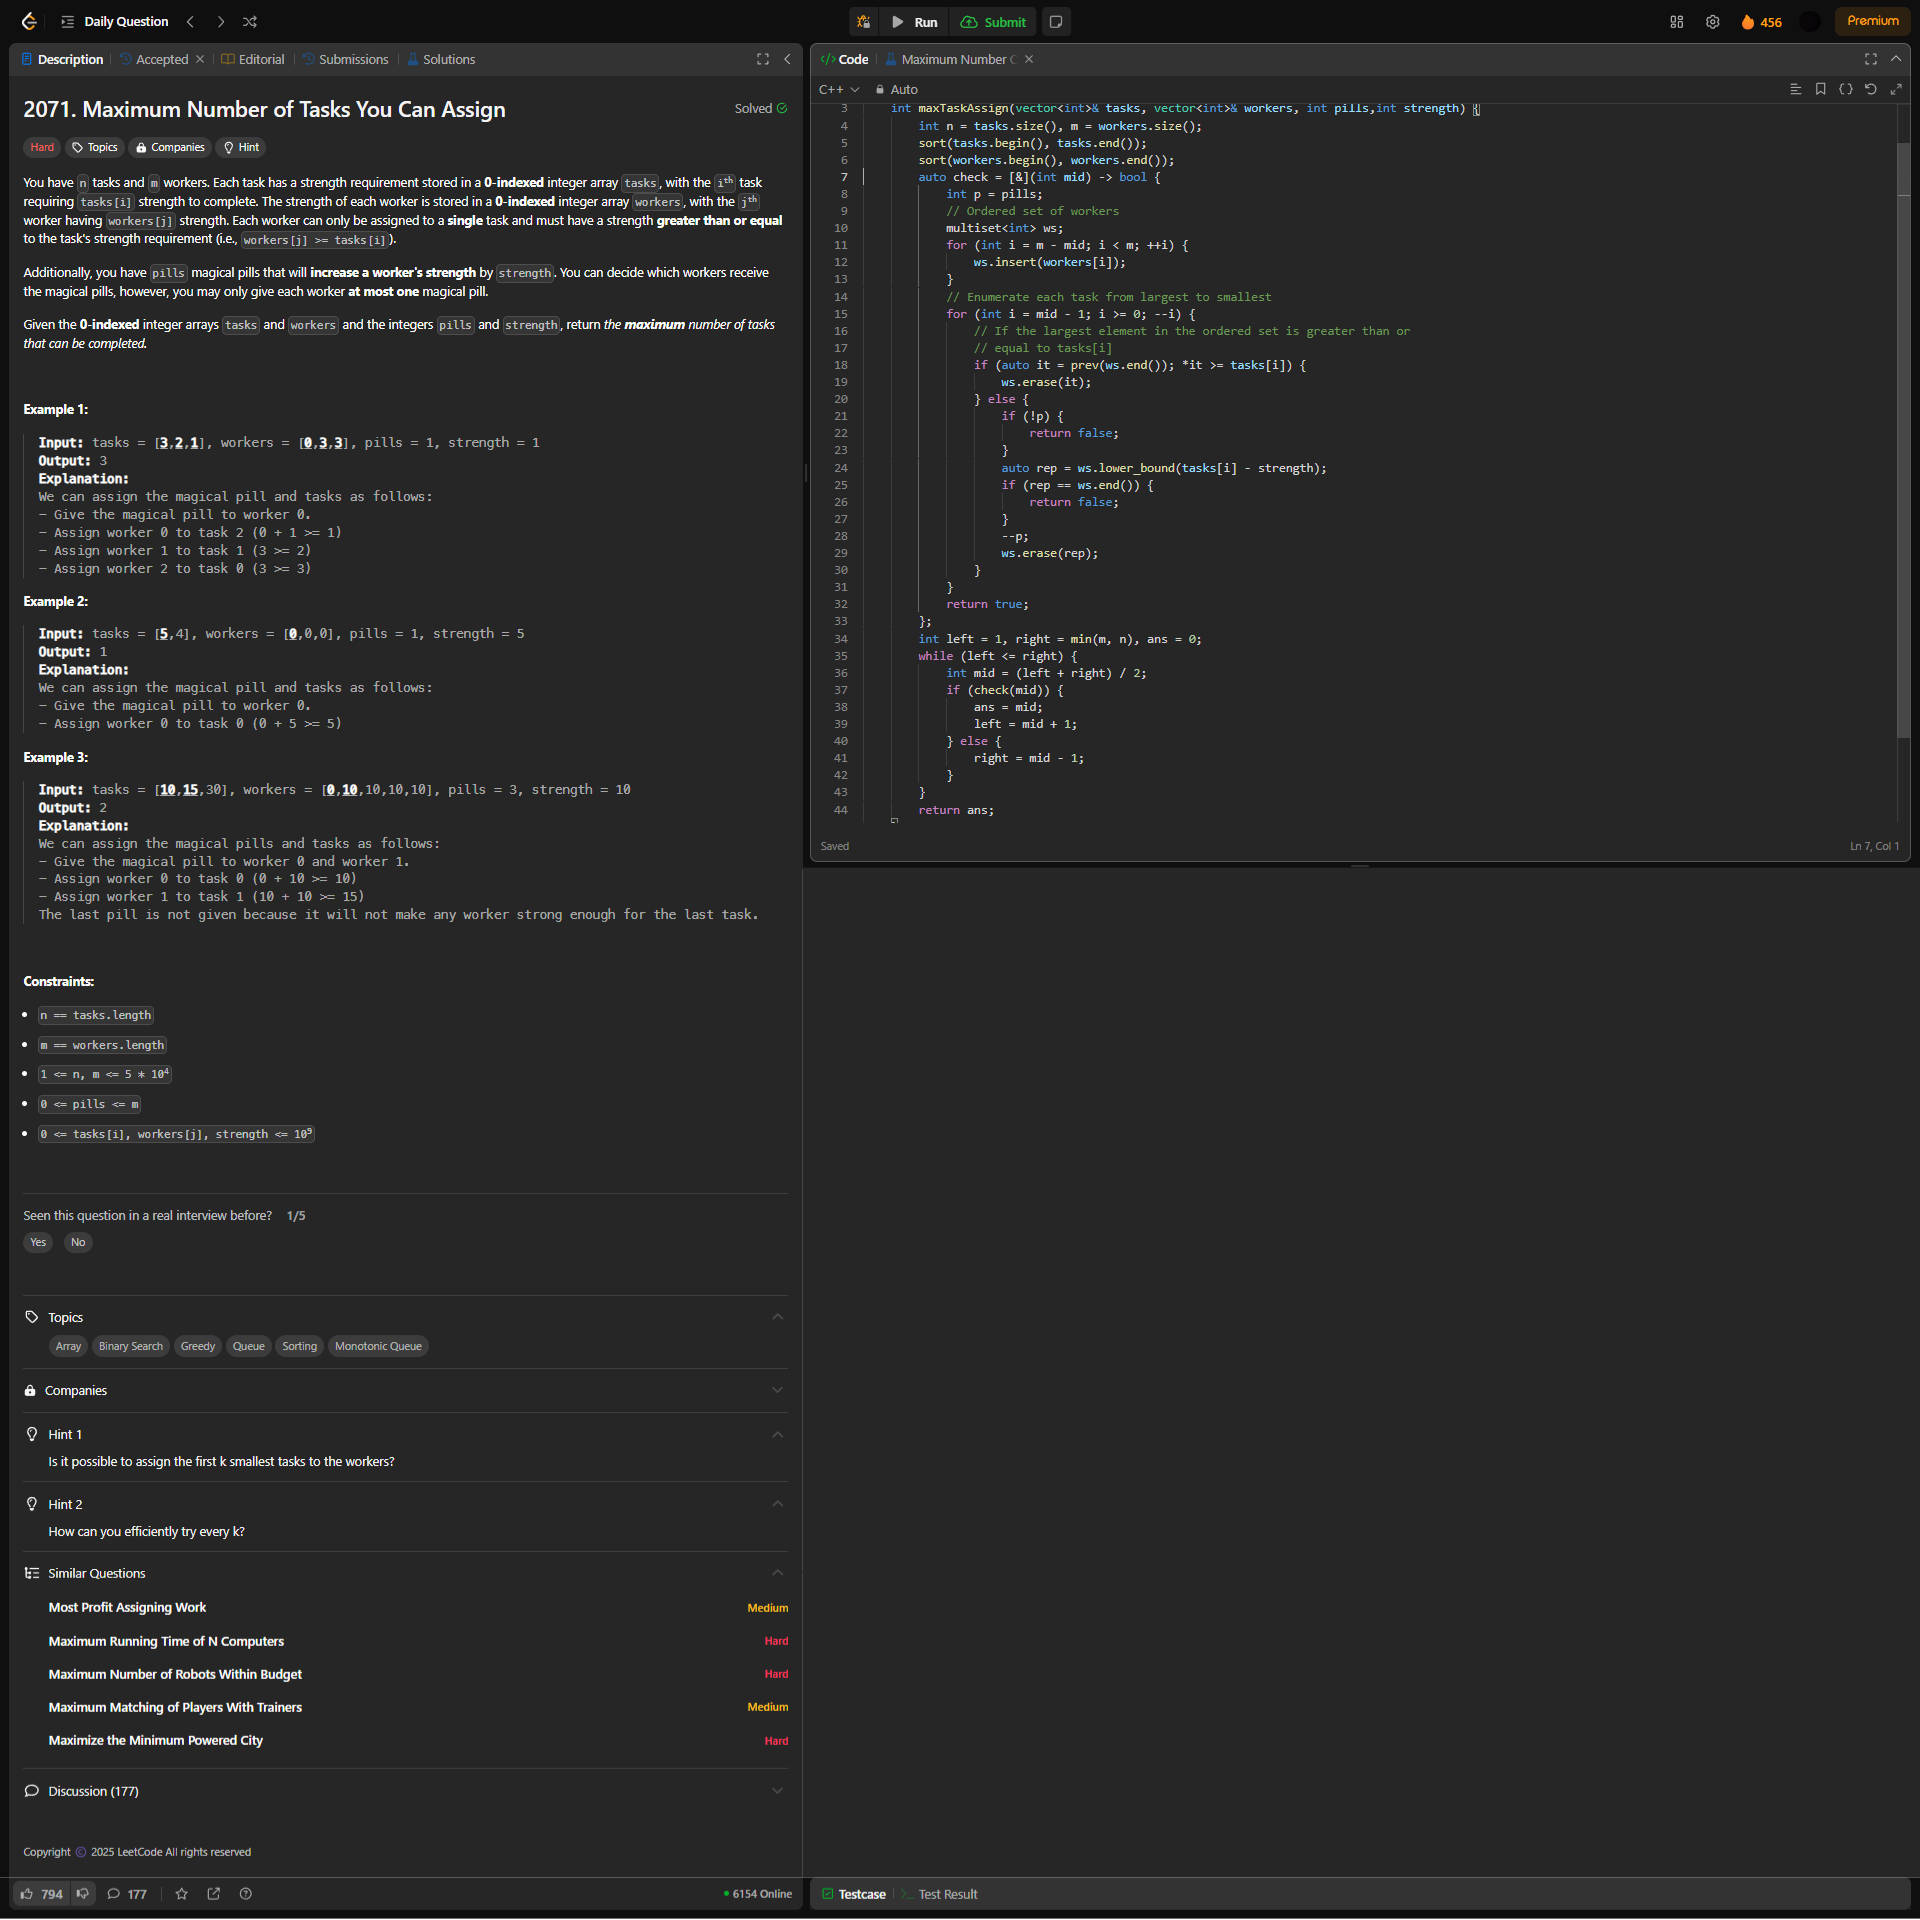 Daily Question
Run
Submit
456
Premium
Description
Accepted
Editorial
Submissions
Solutions
2071. Maximum Number of Tasks You Can Assign
Solved
Hard
Topics
Companies
Hint
You have n tasks and m workers. Each task has a strength requirement stored in a 0-indexed integer array tasks, with the ith task
requiring tasks[i] strength to complete. The strength of each worker is stored in a 0-indexed integer array workers, with the jth
worker having workers[j] strength. Each worker can only be assigned to a single task and must have a strength greater than or equal
to the task's strength requirement (i.e., workers[j] >= tasks[i]).
Additionally, you have pills magical pills that will increase a worker's strength by strength. You can decide which workers receive
the magical pills, however, you may only give each worker at most one magical pill.
Given the 0-indexed integer arrays tasks and workers and the integers pills and strength, return the maximum number of tasks
that can be completed.
Example 1:
Input: tasks = [3,2,1], workers = [0,3,3], pills = 1, strength = 1
Output: 3
Explanation:
We can assign the magical pill and tasks as follows:
- Give the magical pill to worker 0.
- Assign worker 0 to task 2 (0 + 1 >= 1)
- Assign worker 1 to task 1 (3 >= 2)
- Assign worker 2 to task 0 (3 >= 3)
Example 2:
Input: tasks = [5,4], workers = [0,0,0], pills = 1, strength = 5
Output: 1
Explanation:
We can assign the magical pill and tasks as follows:
- Give the magical pill to worker 0.
- Assign worker 0 to task 0 (0 + 5 >= 5)
Example 3:
Input: tasks = [10,15,30], workers = [0,10,10,10,10], pills = 3, strength = 10
Output: 2
Explanation:
We can assign the magical pills and tasks as follows:
- Give the magical pill to worker 0 and worker 1.
- Assign worker 0 to task 0 (0 + 10 >= 10)
- Assign worker 1 to task 1 (10 + 10 >= 15)
The last pill is not given because it will not make any worker strong enough for the last task.
Constraints:
n == tasks.length
m == workers.length
1 <= n, m <= 5 * 10⁴
0 <= pills <= m
0 <= tasks[i], workers[j], strength <= 10⁹
Seen this question in a real interview before? 1/5
Yes No
Topics
Array Binary Search Greedy Queue Sorting Monotonic Queue
Companies
Hint 1
Is it possible to assign the first k smallest tasks to the workers?
Hint 2
How can you efficiently try every k?
Similar Questions
Most Profit Assigning Work Medium
Maximum Running Time of N Computers Hard
Maximum Number of Robots Within Budget Hard
Maximum Matching of Players With Trainers Medium
Maximize the Minimum Powered City Hard
Discussion (177)
Copyright © 2025 LeetCode All rights reserved
794
177
6154 Online
</> Code
Maximum Number
C++
Auto
3 int maxTaskAssign(vector<int>& tasks, vector<int>& workers, int pills,int strength) {
4 int n = tasks.size(), m = workers.size();
5 sort(tasks.begin(), tasks.end());
6 sort(workers.begin(), workers.end());
7 auto check = [&](int mid) -> bool {
8 int p = pills;
9 // Ordered set of workers
10 multiset<int> ws;
11 for (int i = m - mid; i < m; ++i) {
12 ws.insert(workers[i]);
13 }
14 // Enumerate each task from largest to smallest
15 for (int i = mid - 1; i >= 0; --i) {
16 // If the largest element in the ordered set is greater than or
17 // equal to tasks[i]
18 if (auto it = prev(ws.end()); *it >= tasks[i]) {
19 ws.erase(it);
20 } else {
21 if (!p) {
22 return false;
23 }
24 auto rep = ws.lower_bound(tasks[i] - strength);
25 if (rep == ws.end()) {
26 return false;
27 }
28 --p;
29 ws.erase(rep);
30 }
31 }
32 return true;
33 };
34 int left = 1, right = min(m, n), ans = 0;
35 while (left <= right) {
36 int mid = (left + right) / 2;
37 if (check(mid)) {
38 ans = mid;
39 left = mid + 1;
40 } else {
41 right = mid - 1;
42 }
43 }
44 return ans;
Saved
Ln 7, Col 1
Testcase
Test Result